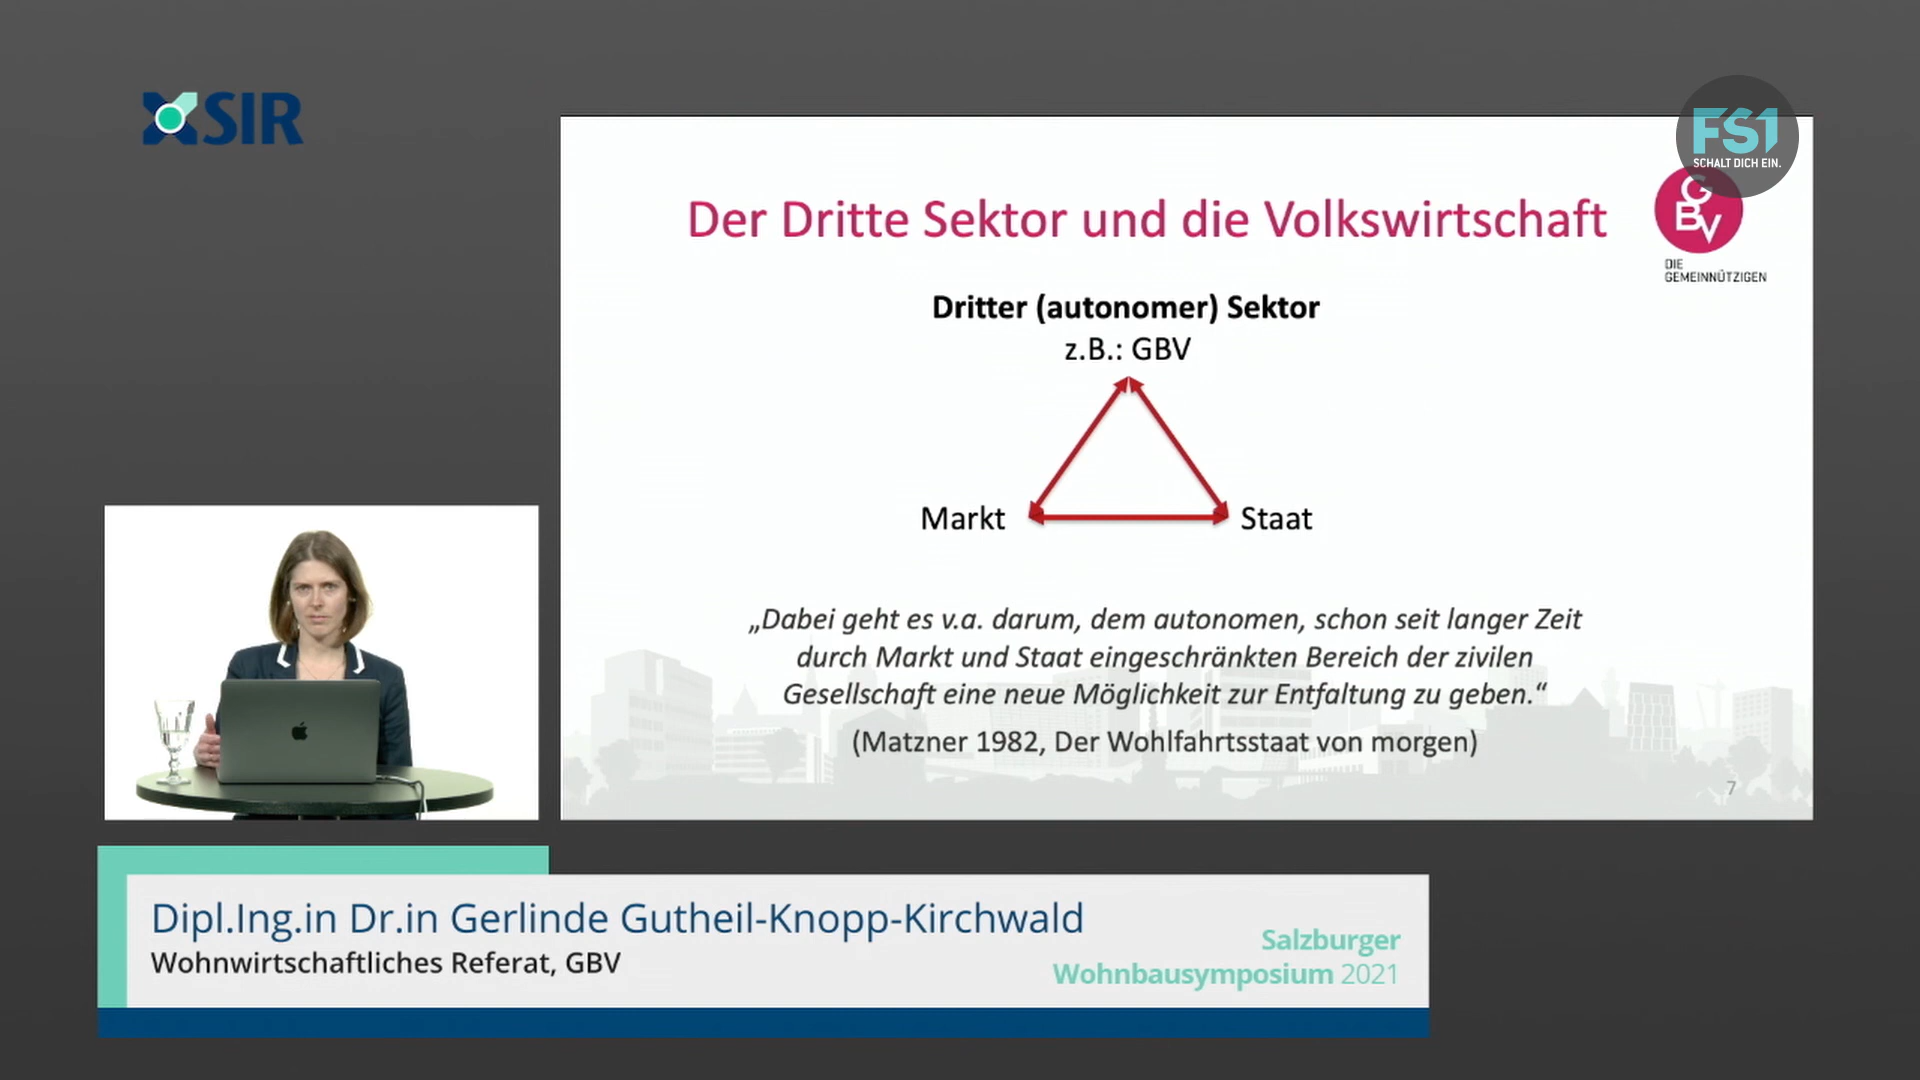 SIR
FS1
SCHALT DICH EIN.
Der Dritte Sektor und die Volkswirtschaft
GBV
DIE
GEMEINNÜTZIGEN
Dritter (autonomer) Sektor
z.B.: GBV
Markt
Staat
„Dabei geht es v.a. darum, dem autonomen, schon seit langer Zeit
durch Markt und Staat eingeschränkten Bereich der zivilen
Gesellschaft eine neue Möglichkeit zur Entfaltung zu geben.“
(Matzner 1982, Der Wohlfahrtsstaat von morgen)
7
Dipl.Ing.in Dr.in Gerlinde Gutheil-Knopp-Kirchwald
Wohnwirtschaftliches Referat, GBV
Salzburger
Wohnbausymposium 2021